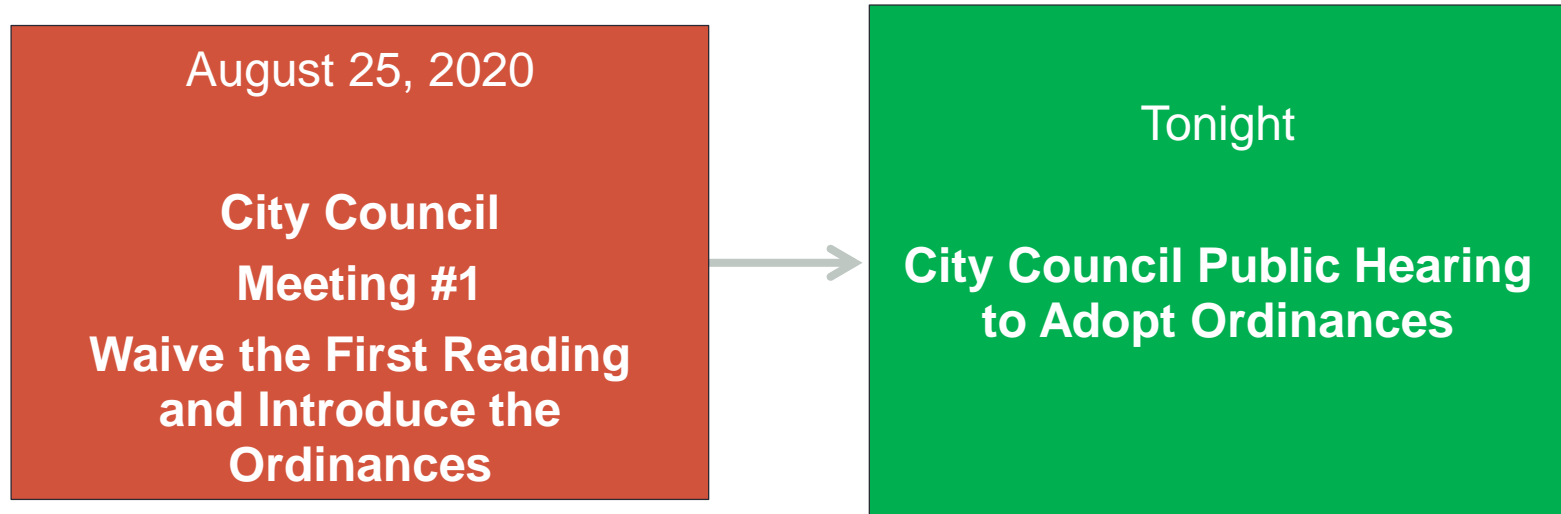 August 25, 2020
City Council
Meeting #1
Waive the First Reading
and Introduce the
Ordinances
Tonight
City Council Public Hearing
to Adopt Ordinances